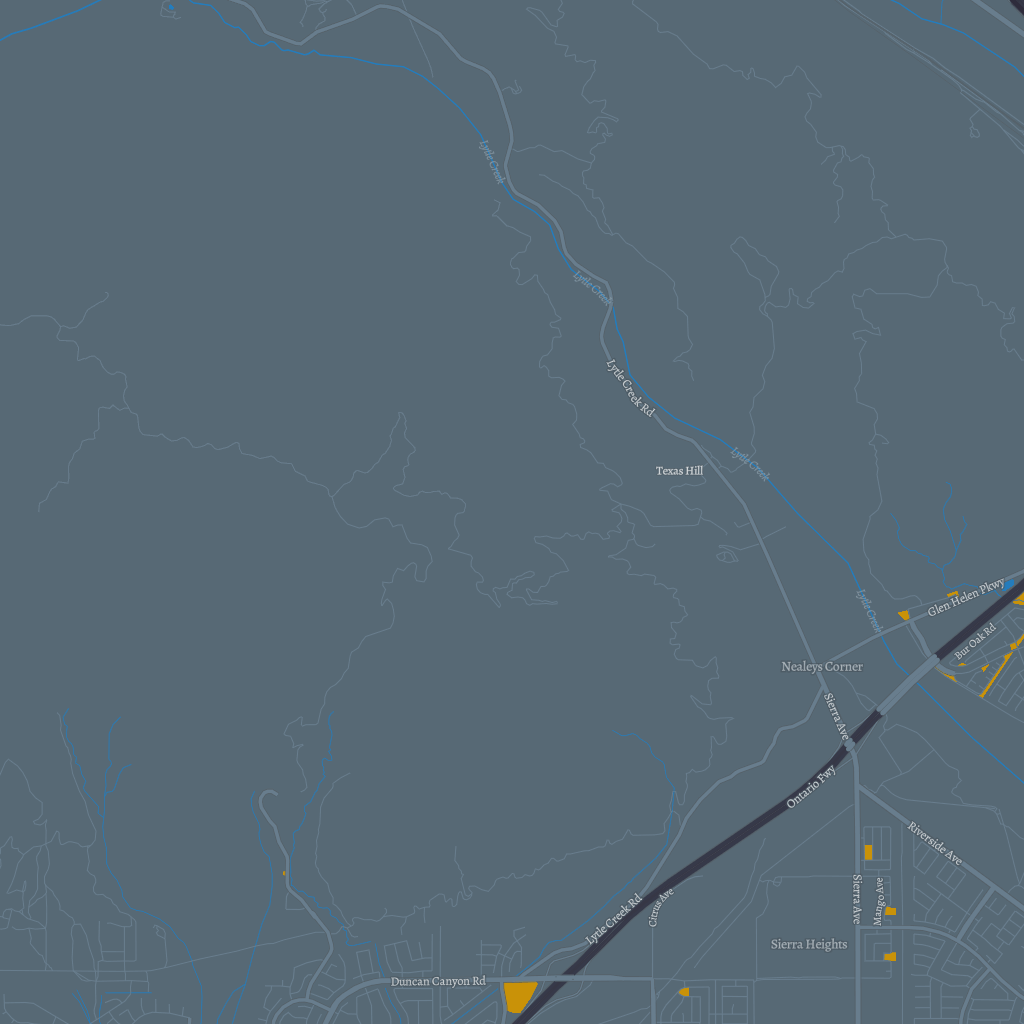 Lytle Creek
Lytle Creek
Lytle Creek Rd
Lytle Creek
Texas Hill
Lytle Creek
Glen Helen Pkwy
Bur Oak Rd
Nealeys Corner
Sierra Ave
Ontario Fwy
Riverside Ave
Sierra Ave
Mango Ave
Citrus Ave
Lytle Creek Rd
Sierra Heights
Duncan Canyon Rd